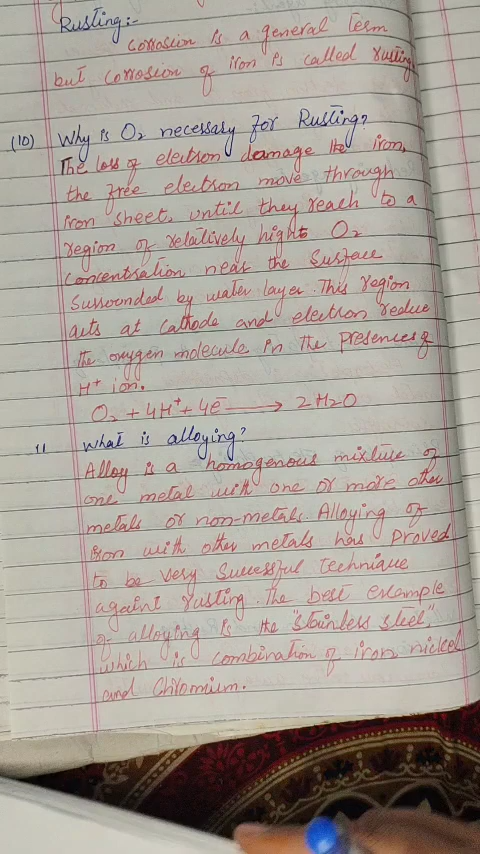 Rusting:-
Corrosion is a general term
but corrosion of iron is called rusting
(10) Why is O2 necessary for Rusting?
The loss of electron damage the iron,
the free electron move through
iron sheet, until they reach to a
region of relatively hight O2
Concentration near the surface
Surrounded by water layer. This region
acts at cathode and electron reduce
the oxygen molecule in the presences of
H+ ion.
O2 + 4H+ + 4e- ⟶ 2H2O
11 What is alloying?
Alloy is a homogenous mixture of
one metal with one or more other
metals or non-metals. Alloying of
iron with other metals has proved
to be very Successful technique
againt rusting. The best example
of alloying is the "stainless steel"
which is combination of iron, nickel
and Chromium.